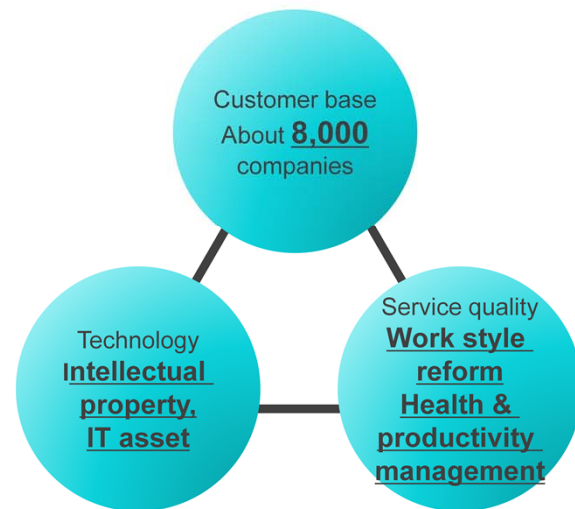 Customer base
About 8,000
companies
Technology
Intellectual
property,
IT asset
Service quality
Work style
reform
Health &
productivity
management